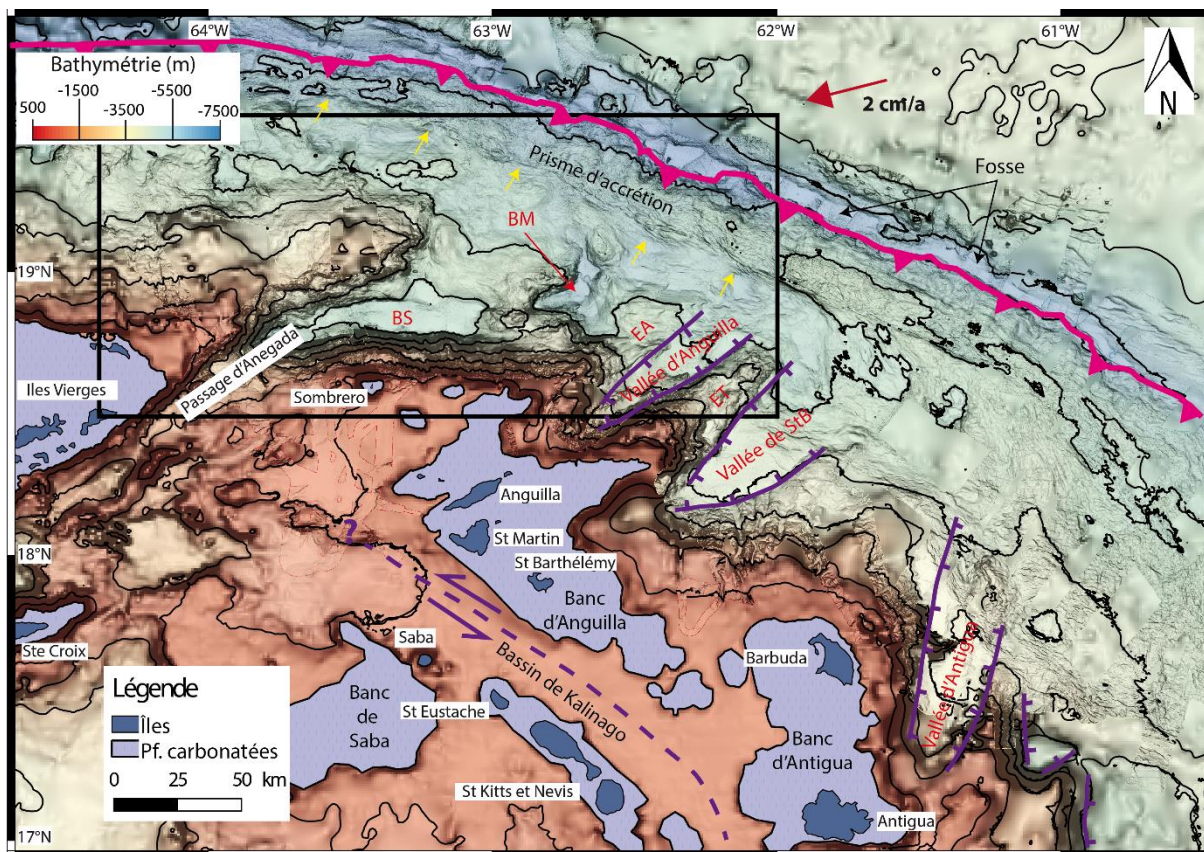 64°W
63°W
62°W
61°W
Bathymétrie (m)
500
-1500
-3500
-5500
-7500
2 cm/a
N
Prisme d'accrétion
Fosse
BM
19°N
BS
EA
Vallée d'Anguilla
Passage d'Anegada
ET
Iles Vierges
Sombrero
Vallée de StB
Anguilla
St Martin
18°N
?
St Barthélémy
Banc
d'Anguilla
Ste Croix
Saba
Barbuda
Vallée d'Antigua
Légende
Îles
Pf. carbonatées
0 25 50 km
Banc
de
Saba
St Eustache
Bassin de Kalinago
Banc
d'Antigua
St Kitts et Nevis
Antigua
17°N